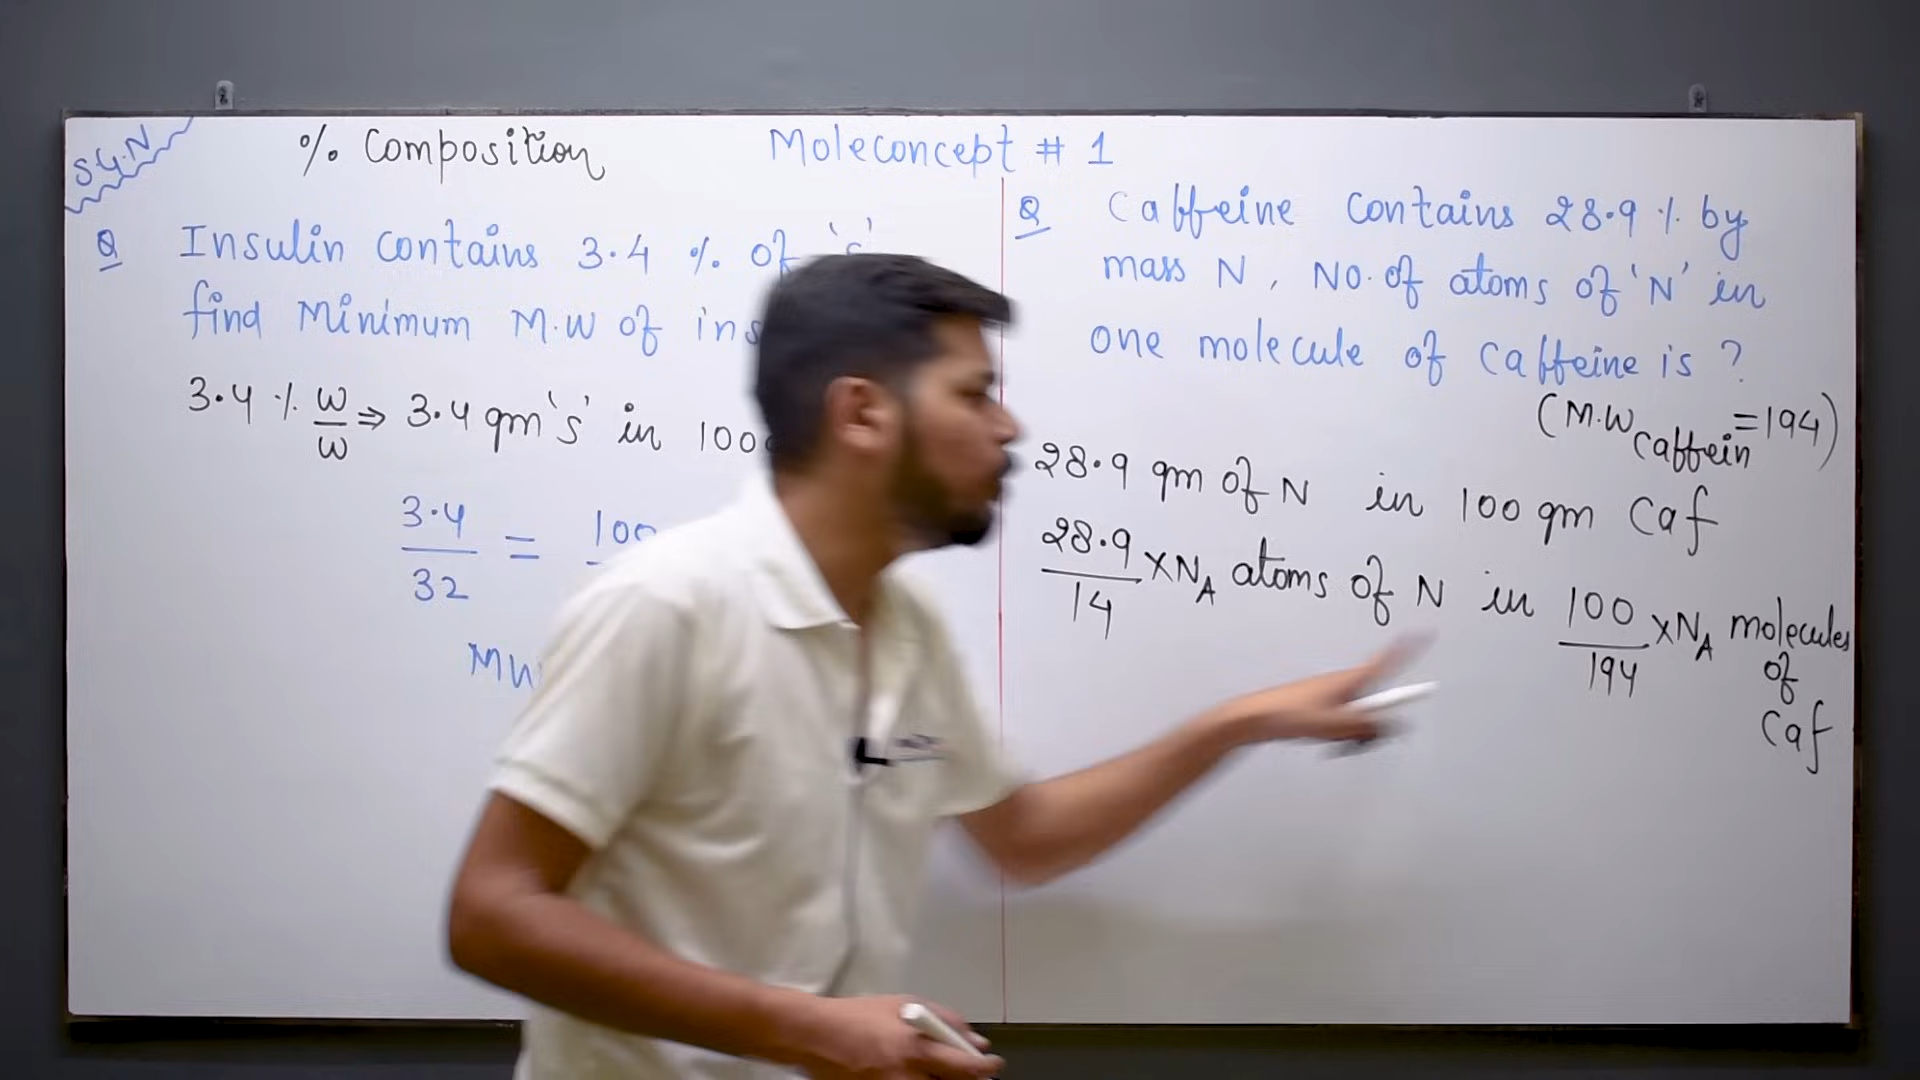 S.G.N
% Composition
Moleconcept # 1
Q Insulin contains 3.4 % of 's'
find Minimum M.W of ins
3.4 % w/w ⇒ 3.4 gm 's' in 100
3.4/32 = 100
MW
Q Caffeine contains 28.9 % by
mass N, No. of atoms of 'N' in
one molecule of Caffeine is ?
(M.W Caffein = 194)
28.9 gm of N in 100 gm Caf
28.9/14 × NA atoms of N in 100/194 × NA molecules
of
Caf